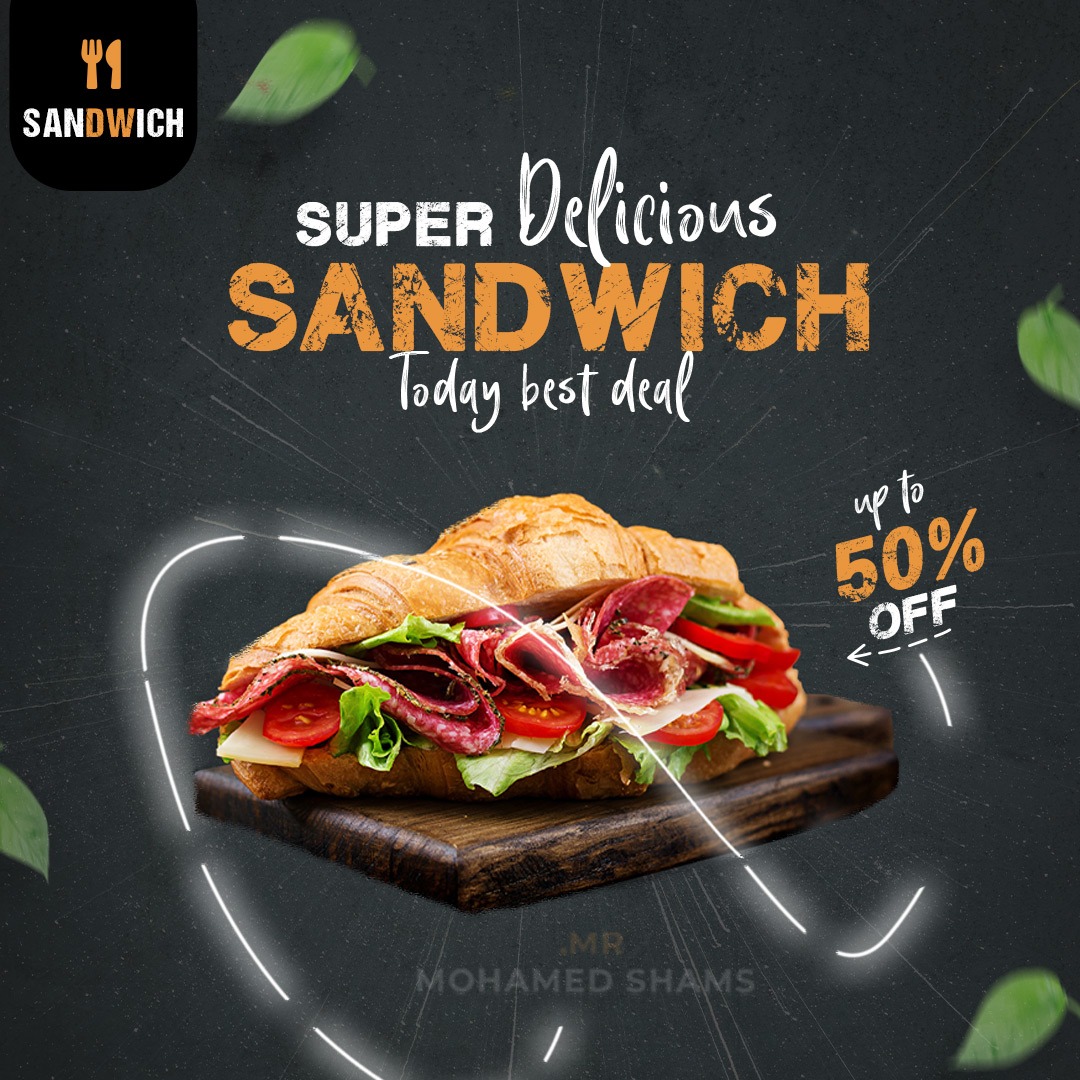 SANDWICH
SUPER Delicious
SANDWICH
Today best deal
up to
50%
OFF
.MR
MOHAMED SHAMS